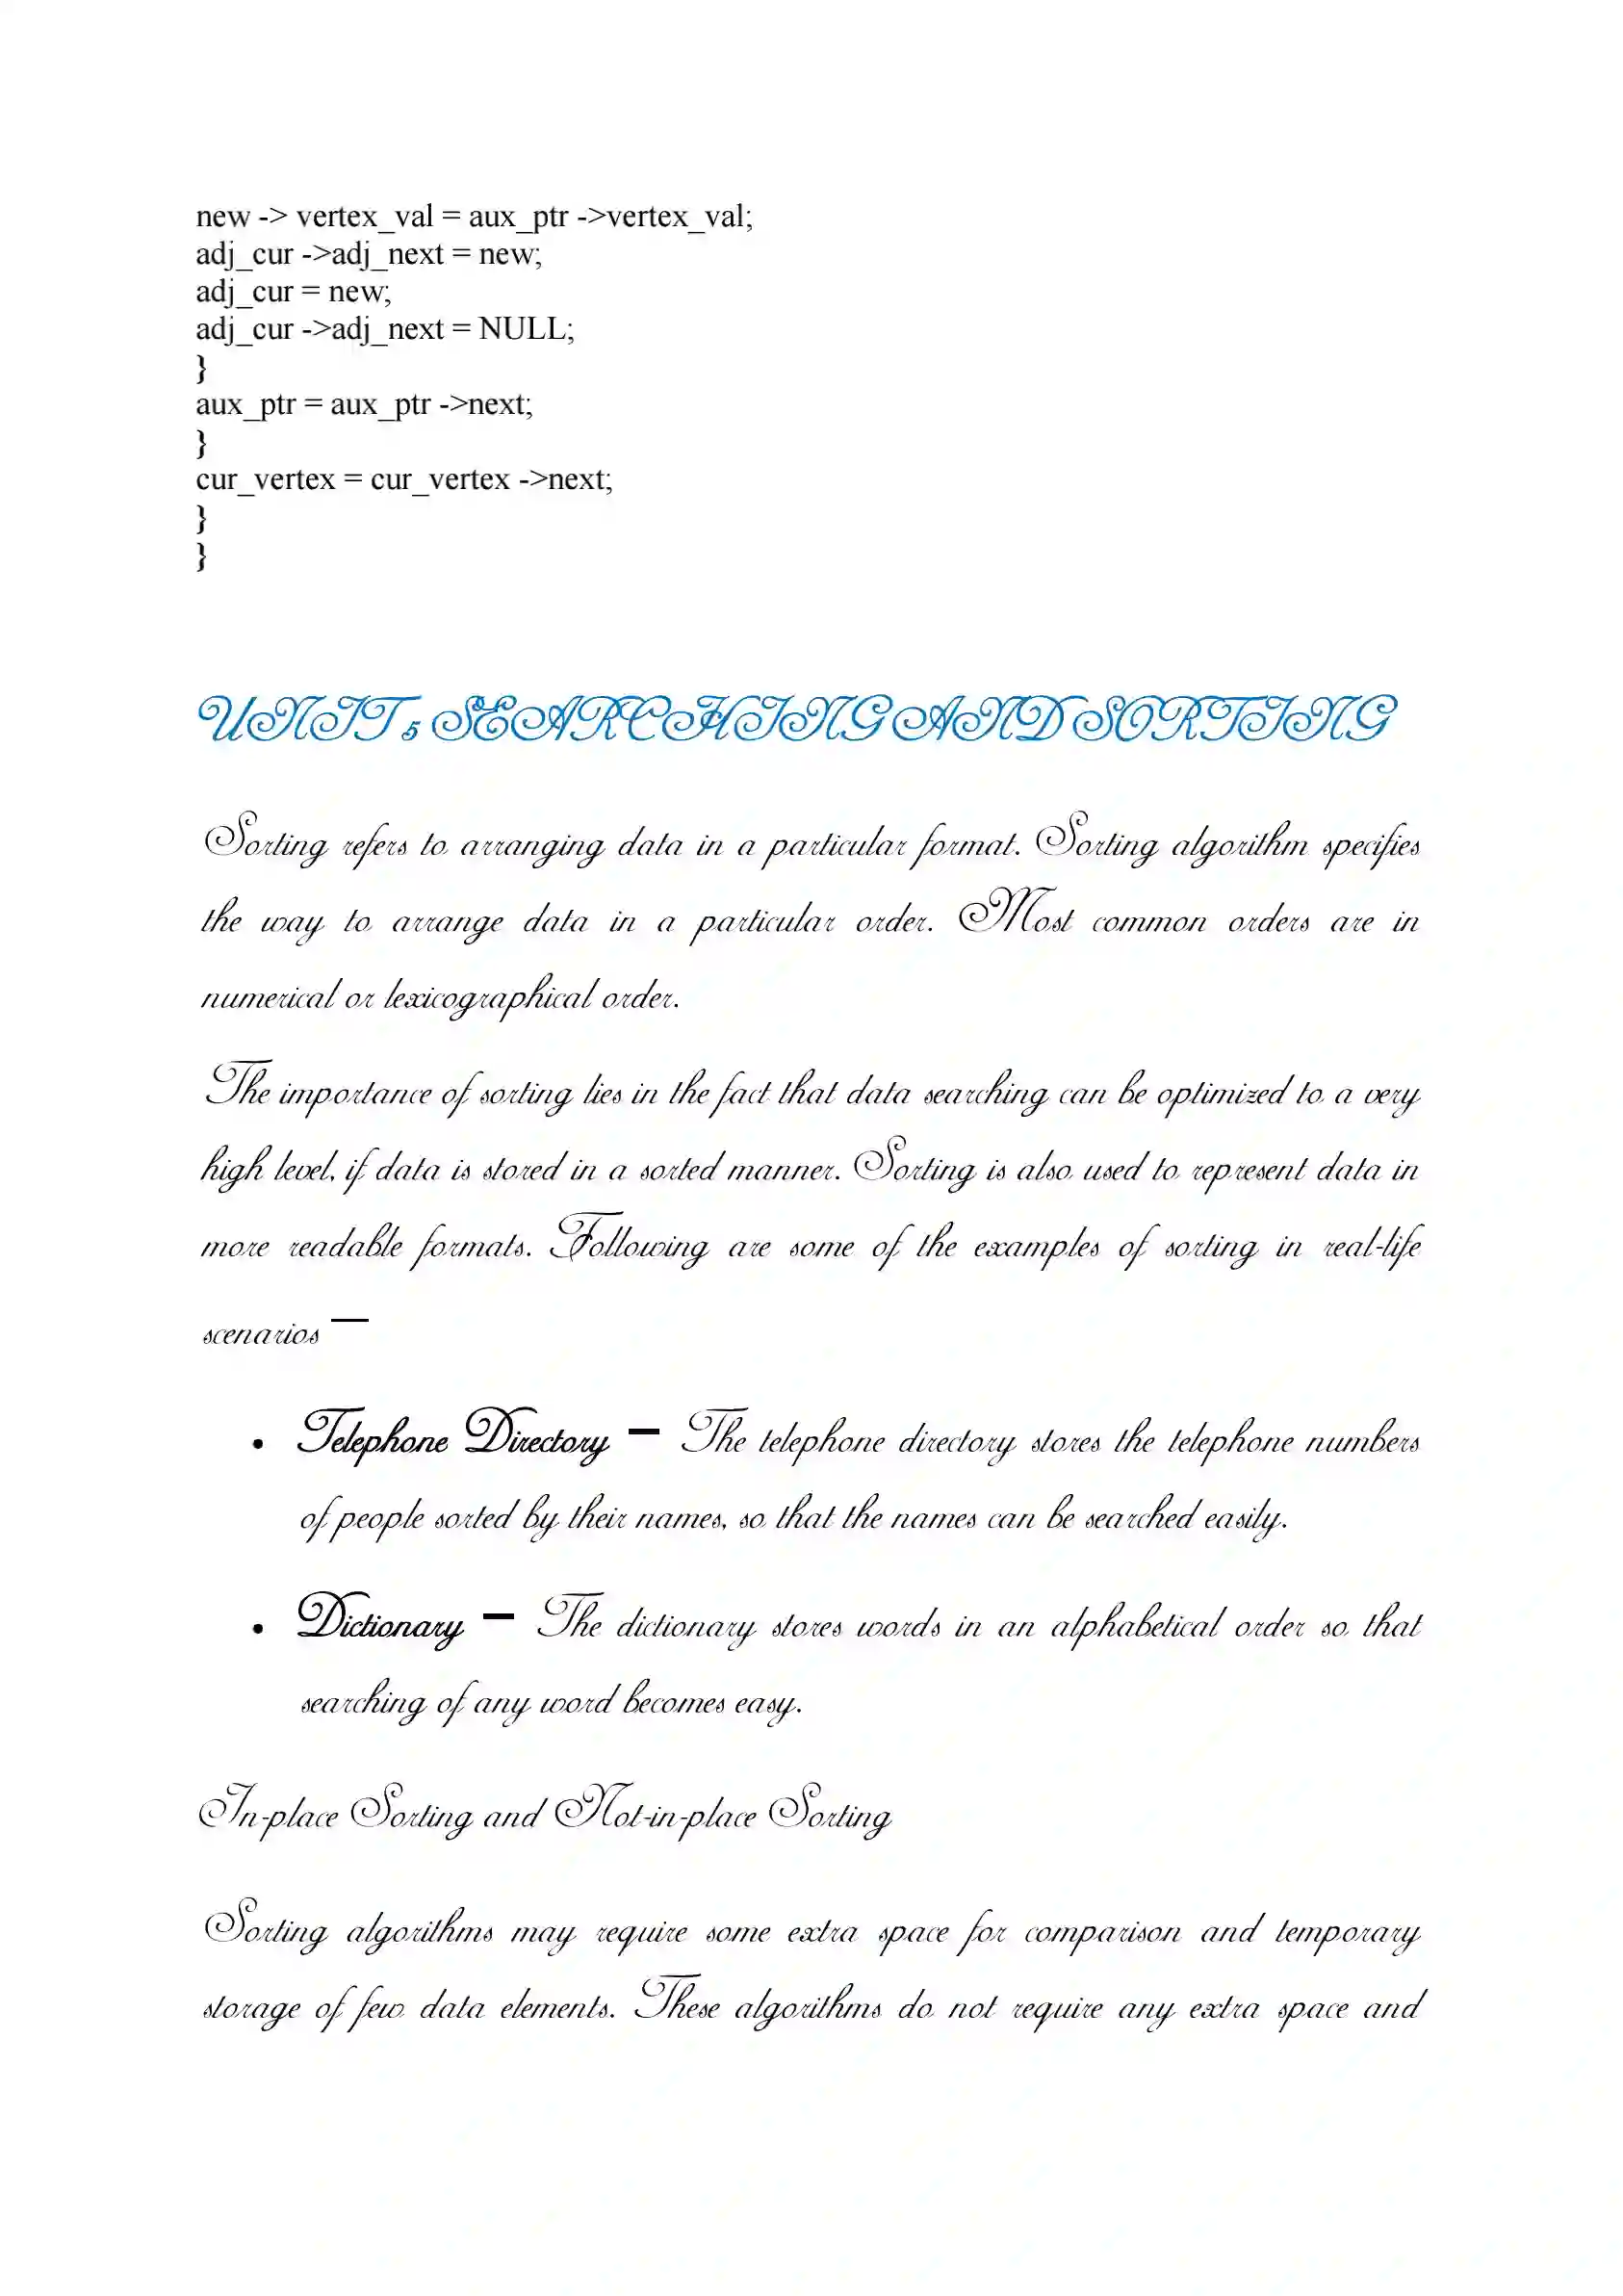 new -> vertex_val = aux_ptr ->vertex_val;
adj_cur ->adj_next = new;
adj_cur = new;
adj_cur ->adj_next = NULL;
}
aux_ptr = aux_ptr ->next;
}
cur_vertex = cur_vertex ->next;
}
}
UNIT 5 SEARCHING AND SORTING
Sorting refers to arranging data in a particular format. Sorting algorithm specifies
the way to arrange data in a particular order. Most common orders are in
numerical or lexicographical order.
The importance of sorting lies in the fact that data searching can be optimized to a very
high level, if data is stored in a sorted manner. Sorting is also used to represent data in
more readable formats. Following are some of the examples of sorting in real-life
scenarios –
• Telephone Directory – The telephone directory stores the telephone numbers
of people sorted by their names, so that the names can be searched easily.
• Dictionary – The dictionary stores words in an alphabetical order so that
searching of any word becomes easy.
In-place Sorting and Not-in-place Sorting
Sorting algorithms may require some extra space for comparison and temporary
storage of few data elements. These algorithms do not require any extra space and